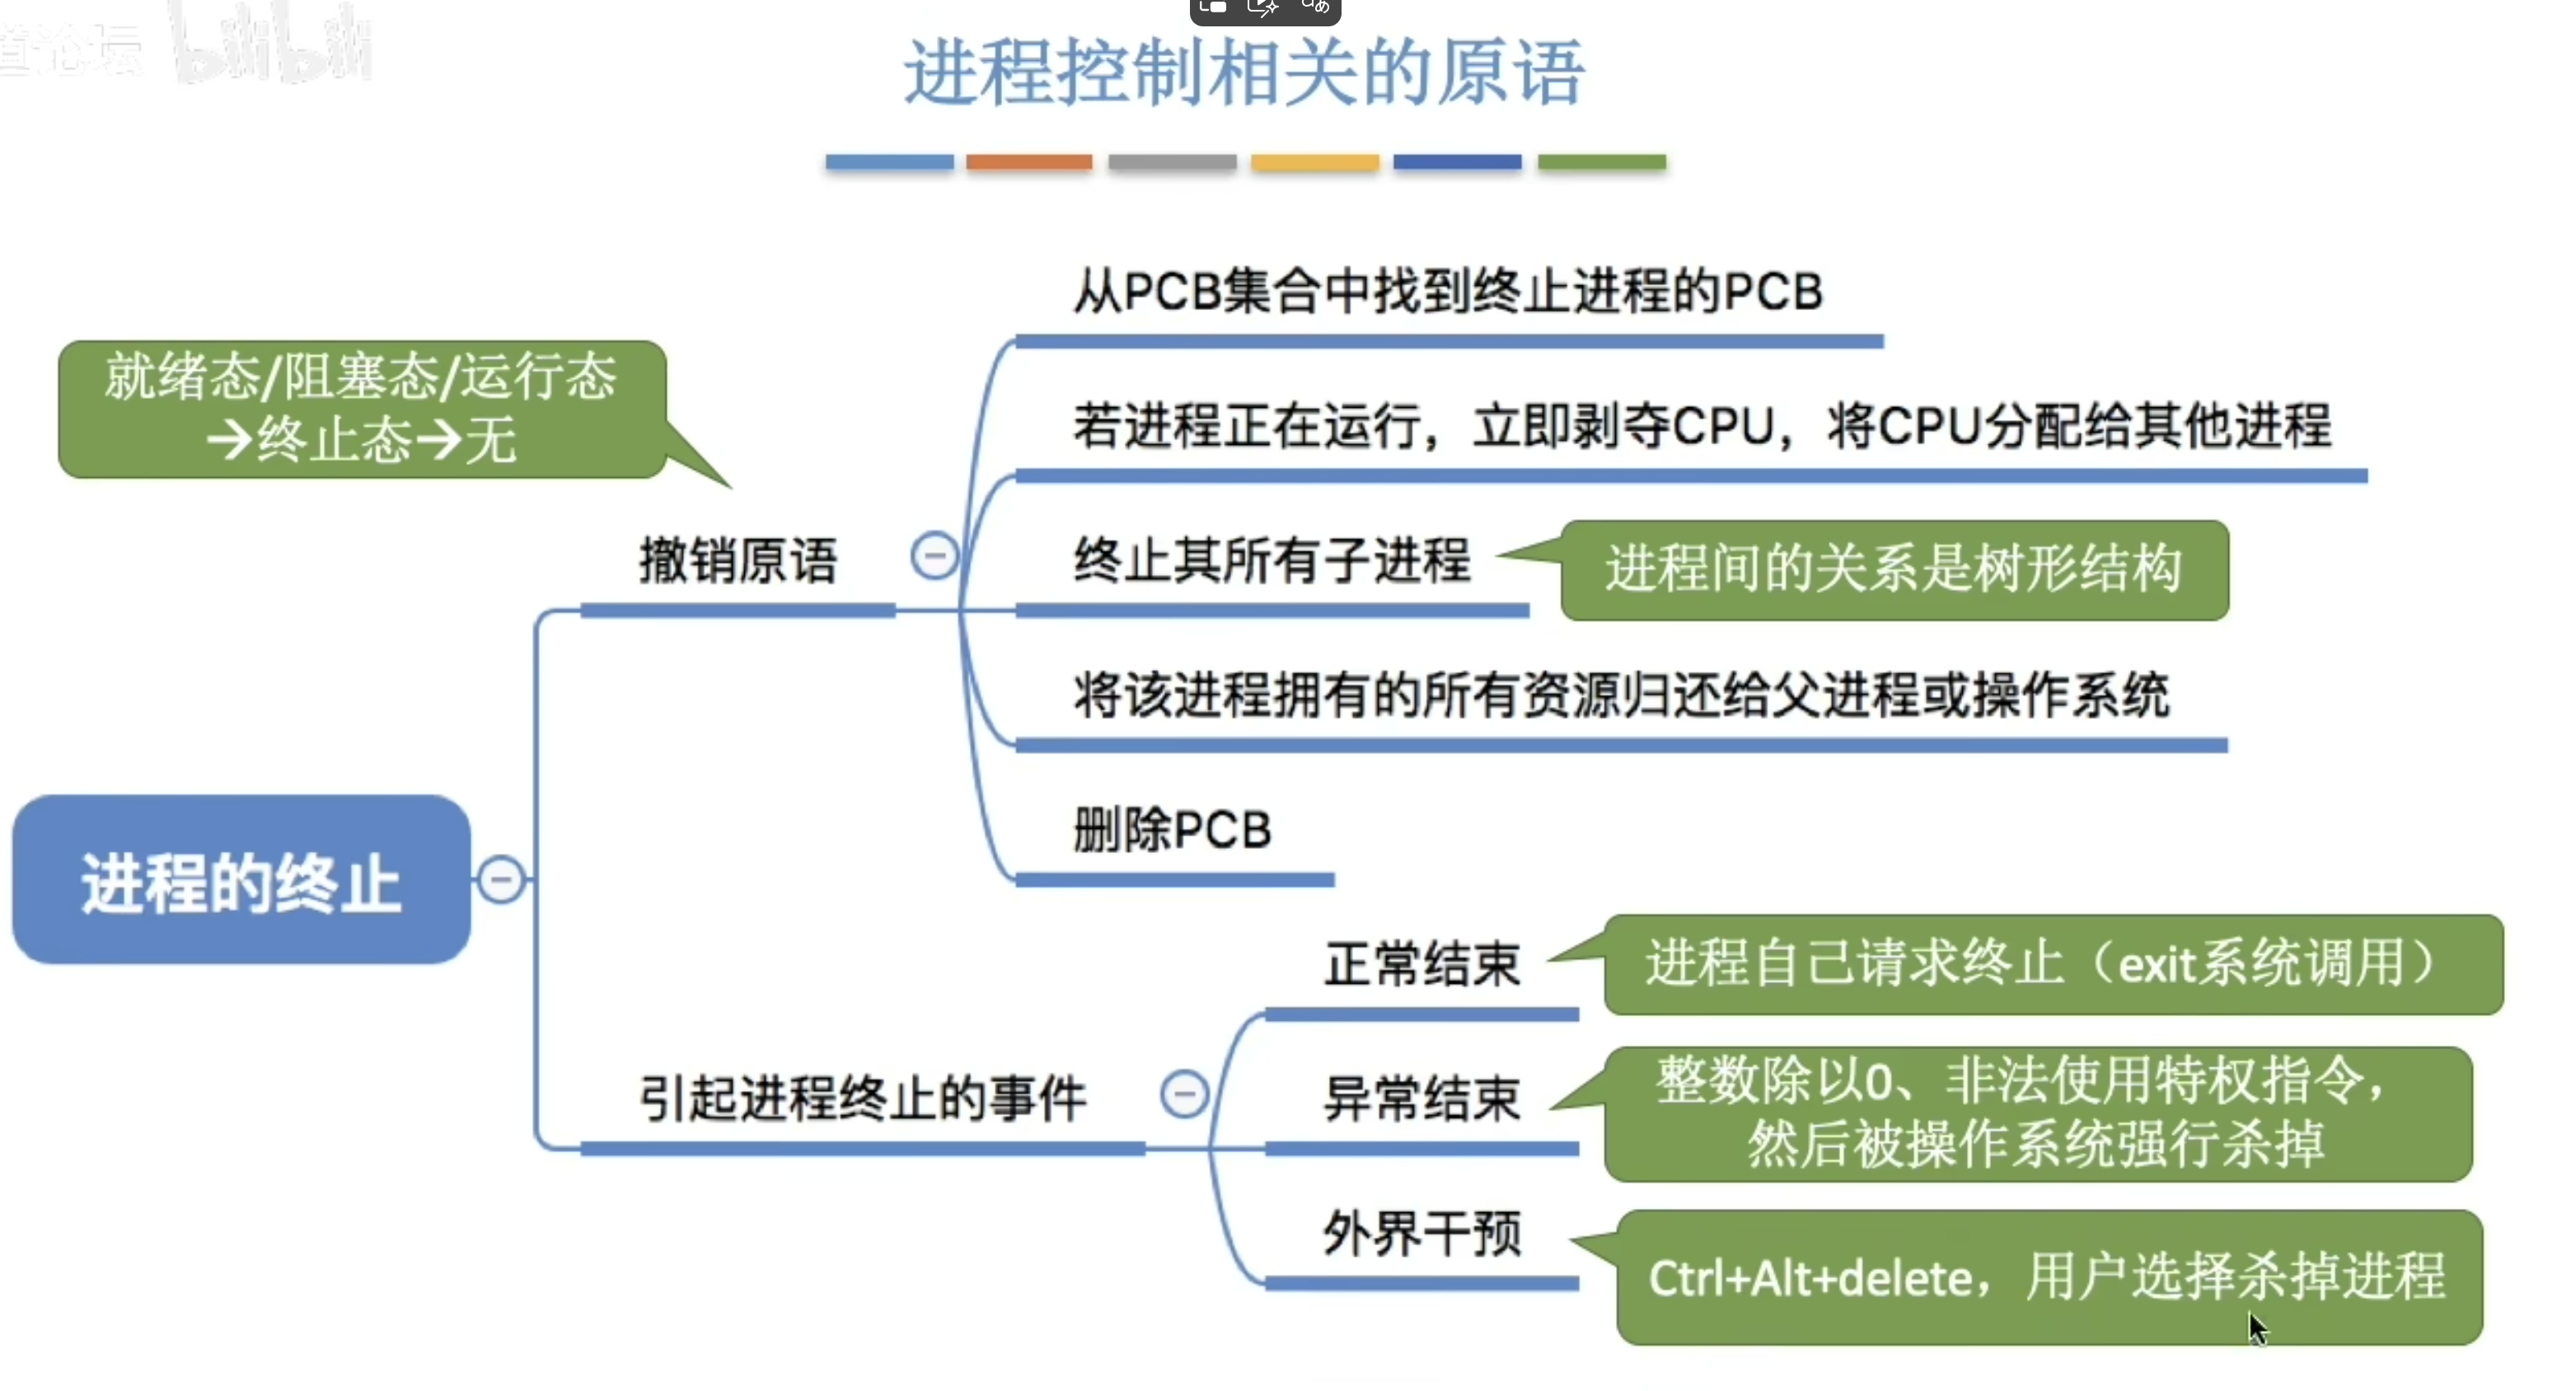 道论坛 bilibili
进程控制相关的原语
从PCB集合中找到终止进程的PCB
就绪态/阻塞态/运行态
→终止态→无
若进程正在运行，立即剥夺CPU，将CPU分配给其他进程
撤销原语
终止其所有子进程
进程间的关系是树形结构
将该进程拥有的所有资源归还给父进程或操作系统
删除PCB
进程的终止
正常结束
进程自己请求终止（exit系统调用）
引起进程终止的事件
异常结束
整数除以0、非法使用特权指令，
然后被操作系统强行杀掉
外界干预
Ctrl+Alt+delete，用户选择杀掉进程